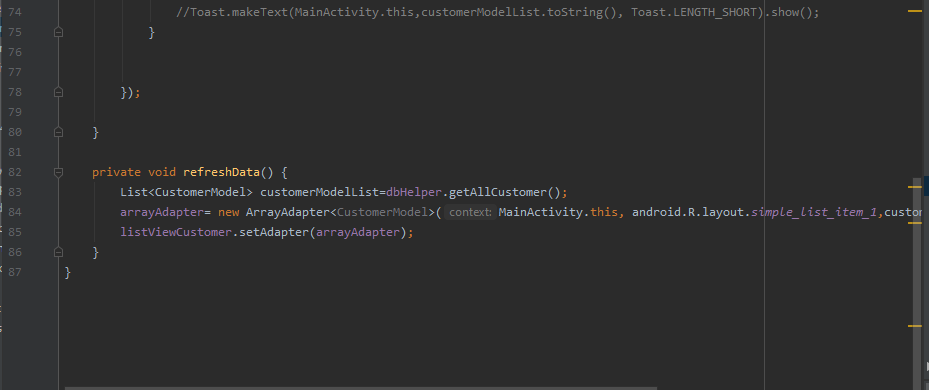 74 //Toast.makeText(MainActivity.this,customerModelList.toString(), Toast.LENGTH_SHORT).show();
75 }
76
77
78 });
79
80 }
81
82 private void refreshData() {
83 List<CustomerModel> customerModelList=dbHelper.getAllCustomer();
84 arrayAdapter= new ArrayAdapter<CustomerModel>( context: MainActivity.this, android.R.layout.simple_list_item_1,custom
85 listViewCustomer.setAdapter(arrayAdapter);
86 }
87 }